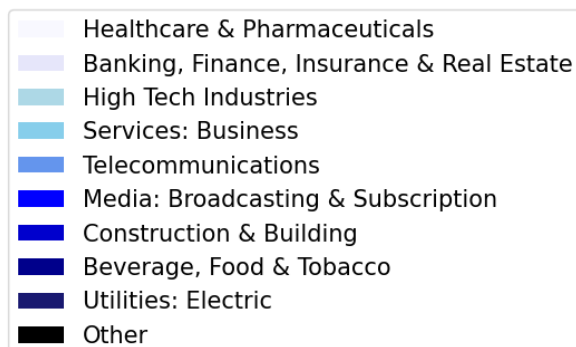 Healthcare & Pharmaceuticals
Banking, Finance, Insurance & Real Estate
High Tech Industries
Services: Business
Telecommunications
Media: Broadcasting & Subscription
Construction & Building
Beverage, Food & Tobacco
Utilities: Electric
Other